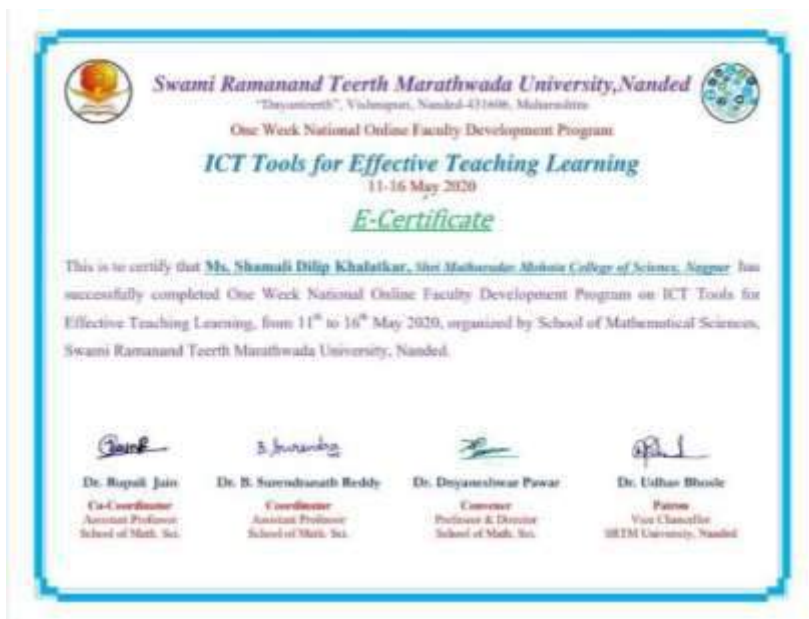 Swami Ramanand Teerth Marathwada University,Nanded
"Dnyanteerth", Vishnupuri, Nanded-431606, Maharashtra
One Week National Online Faculty Development Program
ICT Tools for Effective Teaching Learning
11-16 May 2020
E-Certificate
This is to certify that Ms. Shamali Dilip Khalatkar, Shri Mathuradas Mohota College of Science, Nagpur has
successfully completed One Week National Online Faculty Development Program on ICT Tools for
Effective Teaching Learning, from 11th to 16th May 2020, organized by School of Mathematical Sciences,
Swami Ramanand Teerth Marathwada University, Nanded.
Dr. Rupali Jain
Co-Coordinator
Assistant Professor
School of Math. Sci.
B. Surendra
Dr. B. Surendranath Reddy
Coordinator
Assistant Professor
School of Math. Sci.
Dr. Dnyaneshwar Pawar
Convener
Professor & Director
School of Math. Sci.
Dr. Udhav Bhosle
Patron
Vice Chancellor
SRTM University, Nanded